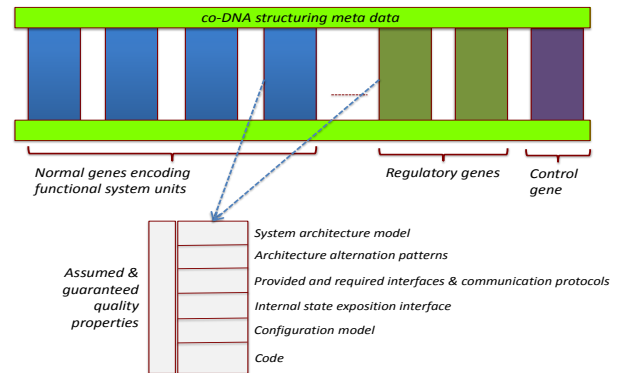 co-DNA structuring meta data
Normal genes encoding
functional system units
Regulatory genes
Control
gene
Assumed &
guaranteed
quality
properties
System architecture model
Architecture alternation patterns
Provided and required interfaces & communication protocols
Internal state exposition interface
Configuration model
Code